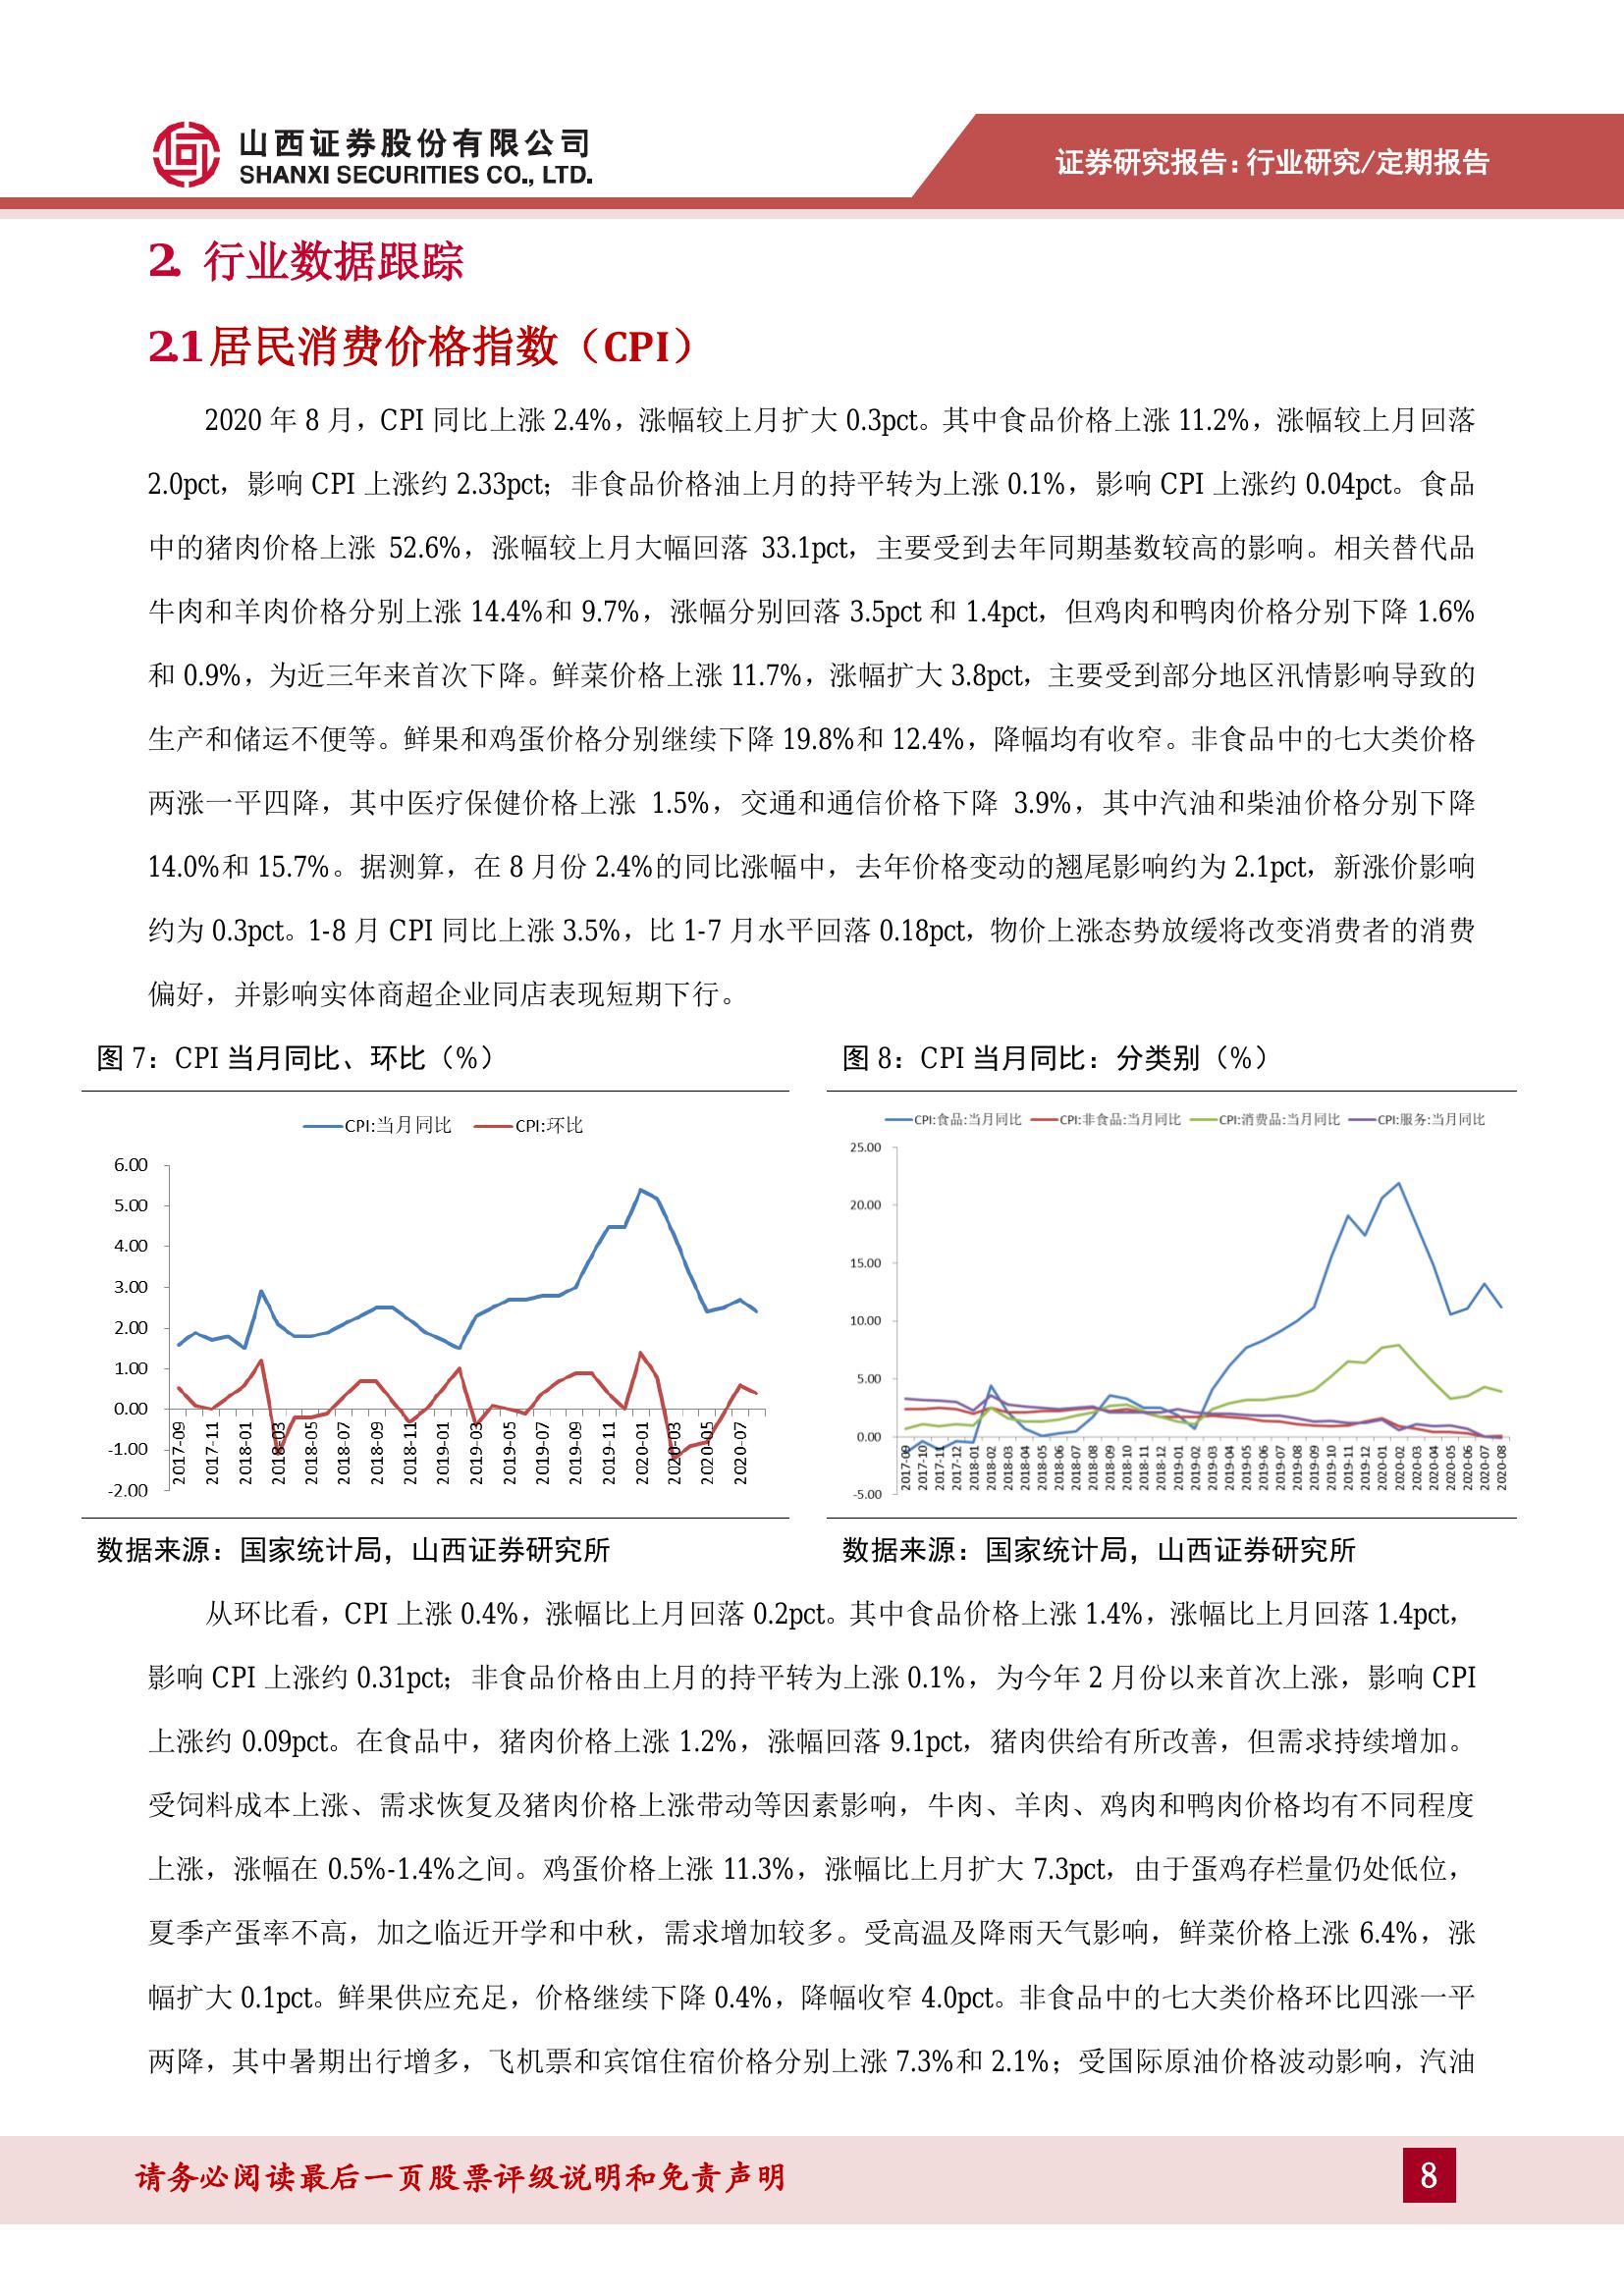 山西证券股份有限公司
SHANXI SECURITIES CO., LTD.
证券研究报告：行业研究/定期报告
2. 行业数据跟踪
2.1 居民消费价格指数（CPI）
2020 年 8 月，CPI 同比上涨 2.4%，涨幅较上月扩大 0.3pct。其中食品价格上涨 11.2%，涨幅较上月回落
2.0pct，影响 CPI 上涨约 2.33pct；非食品价格油上月的持平转为上涨 0.1%，影响 CPI 上涨约 0.04pct。食品
中的猪肉价格上涨 52.6%，涨幅较上月大幅回落 33.1pct，主要受到去年同期基数较高的影响。相关替代品
牛肉和羊肉价格分别上涨 14.4%和 9.7%，涨幅分别回落 3.5pct 和 1.4pct，但鸡肉和鸭肉价格分别下降 1.6%
和 0.9%，为近三年来首次下降。鲜菜价格上涨 11.7%，涨幅扩大 3.8pct，主要受到部分地区汛情影响导致的
生产和储运不便等。鲜果和鸡蛋价格分别继续下降 19.8%和 12.4%，降幅均有收窄。非食品中的七大类价格
两涨一平四降，其中医疗保健价格上涨 1.5%，交通和通信价格下降 3.9%，其中汽油和柴油价格分别下降
14.0%和 15.7%。据测算，在 8 月份 2.4%的同比涨幅中，去年价格变动的翘尾影响约为 2.1pct，新涨价影响
约为 0.3pct。1-8 月 CPI 同比上涨 3.5%，比 1-7 月水平回落 0.18pct，物价上涨态势放缓将改变消费者的消费
偏好，并影响实体商超企业同店表现短期下行。
图 7：CPI 当月同比、环比（%）
CPI:当月同比 CPI:环比
6.00
5.00
4.00
3.00
2.00
1.00
0.00
-1.00
-2.00
2017-09 2017-11 2018-01 2018-03 2018-05 2018-07 2018-09 2018-11 2019-01 2019-03 2019-05 2019-07 2019-09 2019-11 2020-01 2020-03 2020-05 2020-07
数据来源：国家统计局，山西证券研究所
图 8：CPI 当月同比：分类别（%）
CPI:食品:当月同比 CPI:非食品:当月同比 CPI:消费品:当月同比 CPI:服务:当月同比
25.00
20.00
15.00
10.00
5.00
0.00
-5.00
2017-09 2017-10 2017-11 2017-12 2018-01 2018-02 2018-03 2018-04 2018-05 2018-06 2018-07 2018-08 2018-09 2018-10 2018-11 2018-12 2019-01 2019-02 2019-03 2019-04 2019-05 2019-06 2019-07 2019-08 2019-09 2019-10 2019-11 2019-12 2020-01 2020-02 2020-03 2020-04 2020-05 2020-06 2020-07 2020-08
数据来源：国家统计局，山西证券研究所
从环比看，CPI 上涨 0.4%，涨幅比上月回落 0.2pct。其中食品价格上涨 1.4%，涨幅比上月回落 1.4pct，
影响 CPI 上涨约 0.31pct；非食品价格由上月的持平转为上涨 0.1%，为今年 2 月份以来首次上涨，影响 CPI
上涨约 0.09pct。在食品中，猪肉价格上涨 1.2%，涨幅回落 9.1pct，猪肉供给有所改善，但需求持续增加。
受饲料成本上涨、需求恢复及猪肉价格上涨带动等因素影响，牛肉、羊肉、鸡肉和鸭肉价格均有不同程度
上涨，涨幅在 0.5%-1.4%之间。鸡蛋价格上涨 11.3%，涨幅比上月扩大 7.3pct，由于蛋鸡存栏量仍处低位，
夏季产蛋率不高，加之临近开学和中秋，需求增加较多。受高温及降雨天气影响，鲜菜价格上涨 6.4%，涨
幅扩大 0.1pct。鲜果供应充足，价格继续下降 0.4%，降幅收窄 4.0pct。非食品中的七大类价格环比四涨一平
两降，其中暑期出行增多，飞机票和宾馆住宿价格分别上涨 7.3%和 2.1%；受国际原油价格波动影响，汽油
请务必阅读最后一页股票评级说明和免责声明
8